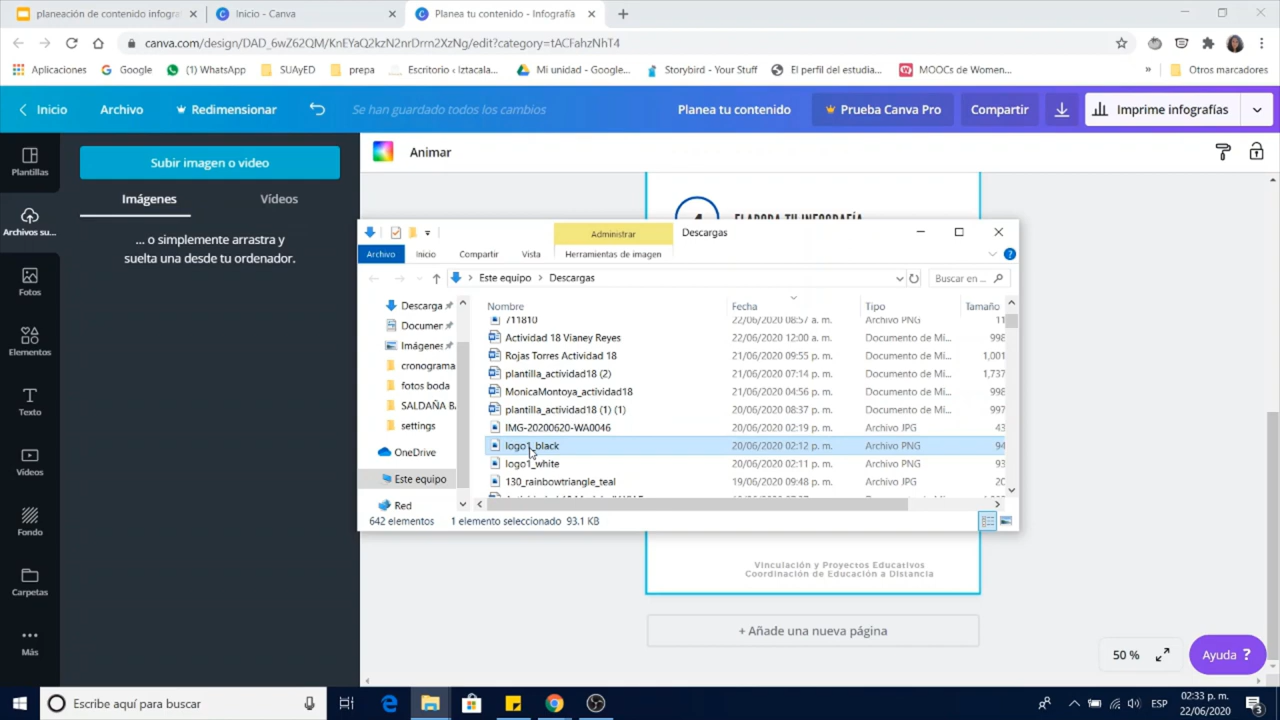 planeación de contenido infogra
Inicio - Canva
Planea tu contenido - Infografía
canva.com/design/DAD_6wZ62QM/KnEYaQ2kzN2nrDrrn2XzNg/edit?category=tACFahzNhT4
Aplicaciones
Google
(1) WhatsApp
SUAyED
prepa
Escritorio ‹ Iztacala...
Mi unidad - Google...
Storybird - Your Stuff
El perfil del estudia...
MOOCs de Women...
»
Otros marcadores
Inicio
Archivo
Redimensionar
Se han guardado todos los cambios
Planea tu contenido
Prueba Canva Pro
Compartir
Imprime infografías
Plantillas
Archivos su...
Fotos
Elementos
Texto
Vídeos
Fondo
Carpetas
Más
Subir imagen o video
Imágenes
Vídeos
... o simplemente arrastra y
suelta una desde tu ordenador.
Animar
4 ELABORA TU INFOGRAFÍA
Administrar
Descargas
Archivo
Inicio
Compartir
Vista
Herramientas de imagen
Este equipo > Descargas
Buscar en ...
Descarga
Documer
Imágenes
cronograma
fotos boda
SALDAÑA B.
settings
OneDrive
Este equipo
Red
Nombre
Fecha
Tipo
Tamaño
711810 22/06/2020 08:57 a. m. Archivo PNG 11
Actividad 18 Vianey Reyes 22/06/2020 12:00 a. m. Documento de Mi... 998
Rojas Torres Actividad 18 21/06/2020 09:55 p. m. Documento de Mi... 1,001
plantilla_actividad18 (2) 21/06/2020 07:14 p. m. Documento de Mi... 1,737
MonicaMontoya_actividad18 21/06/2020 04:56 p. m. Documento de Mi... 999
plantilla_actividad18 (1) (1) 20/06/2020 08:37 p. m. Documento de Mi... 997
IMG-20200620-WA0046 20/06/2020 02:19 p. m. Archivo JPG 43
logo1_black 20/06/2020 02:12 p. m. Archivo PNG 94
logo1_white 20/06/2020 02:11 p. m. Archivo PNG 93
130_rainbowtriangle_teal 19/06/2020 09:48 p. m. Archivo JPG 20
642 elementos
1 elemento seleccionado 93.1 KB
Vinculación y Proyectos Educativos
Coordinación de Educación a Distancia
+ Añade una nueva página
50 %
Ayuda ?
Escribe aquí para buscar
ESP
02:33 p. m.
22/06/2020
3